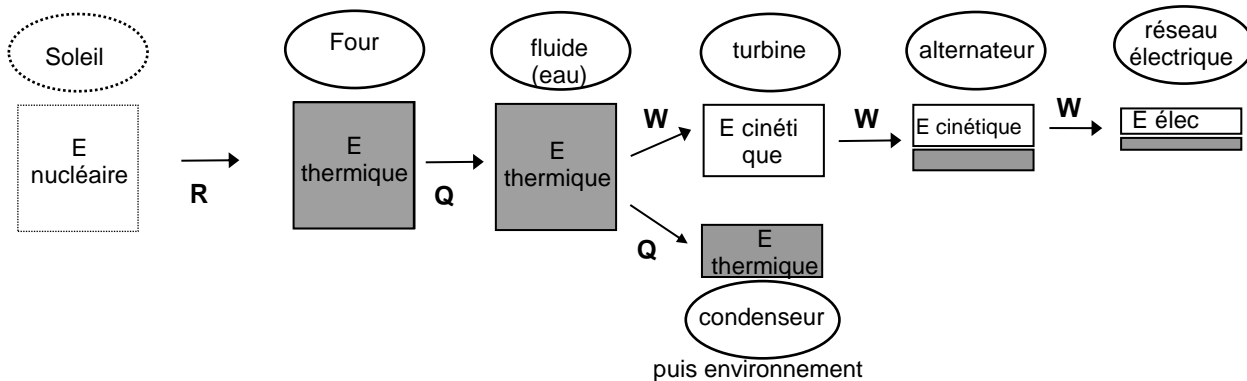 Soleil
Four
fluide
(eau)
turbine
alternateur
réseau
électrique
E
nucléaire
R
E
thermique
Q
E
thermique
W
E cinéti
que
W
E cinétique
W
E élec
Q
E
thermique
condenseur
puis environnement